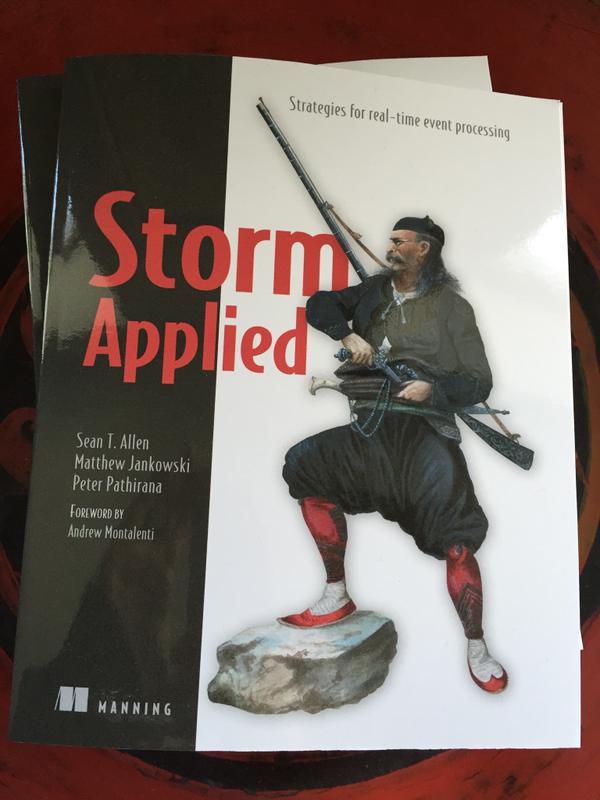 Strategies for real-time event processing
Storm
Applied
Sean T. Allen
Matthew Jankowski
Peter Pathirana
FOREWORD BY
Andrew Montalenti
MANNING